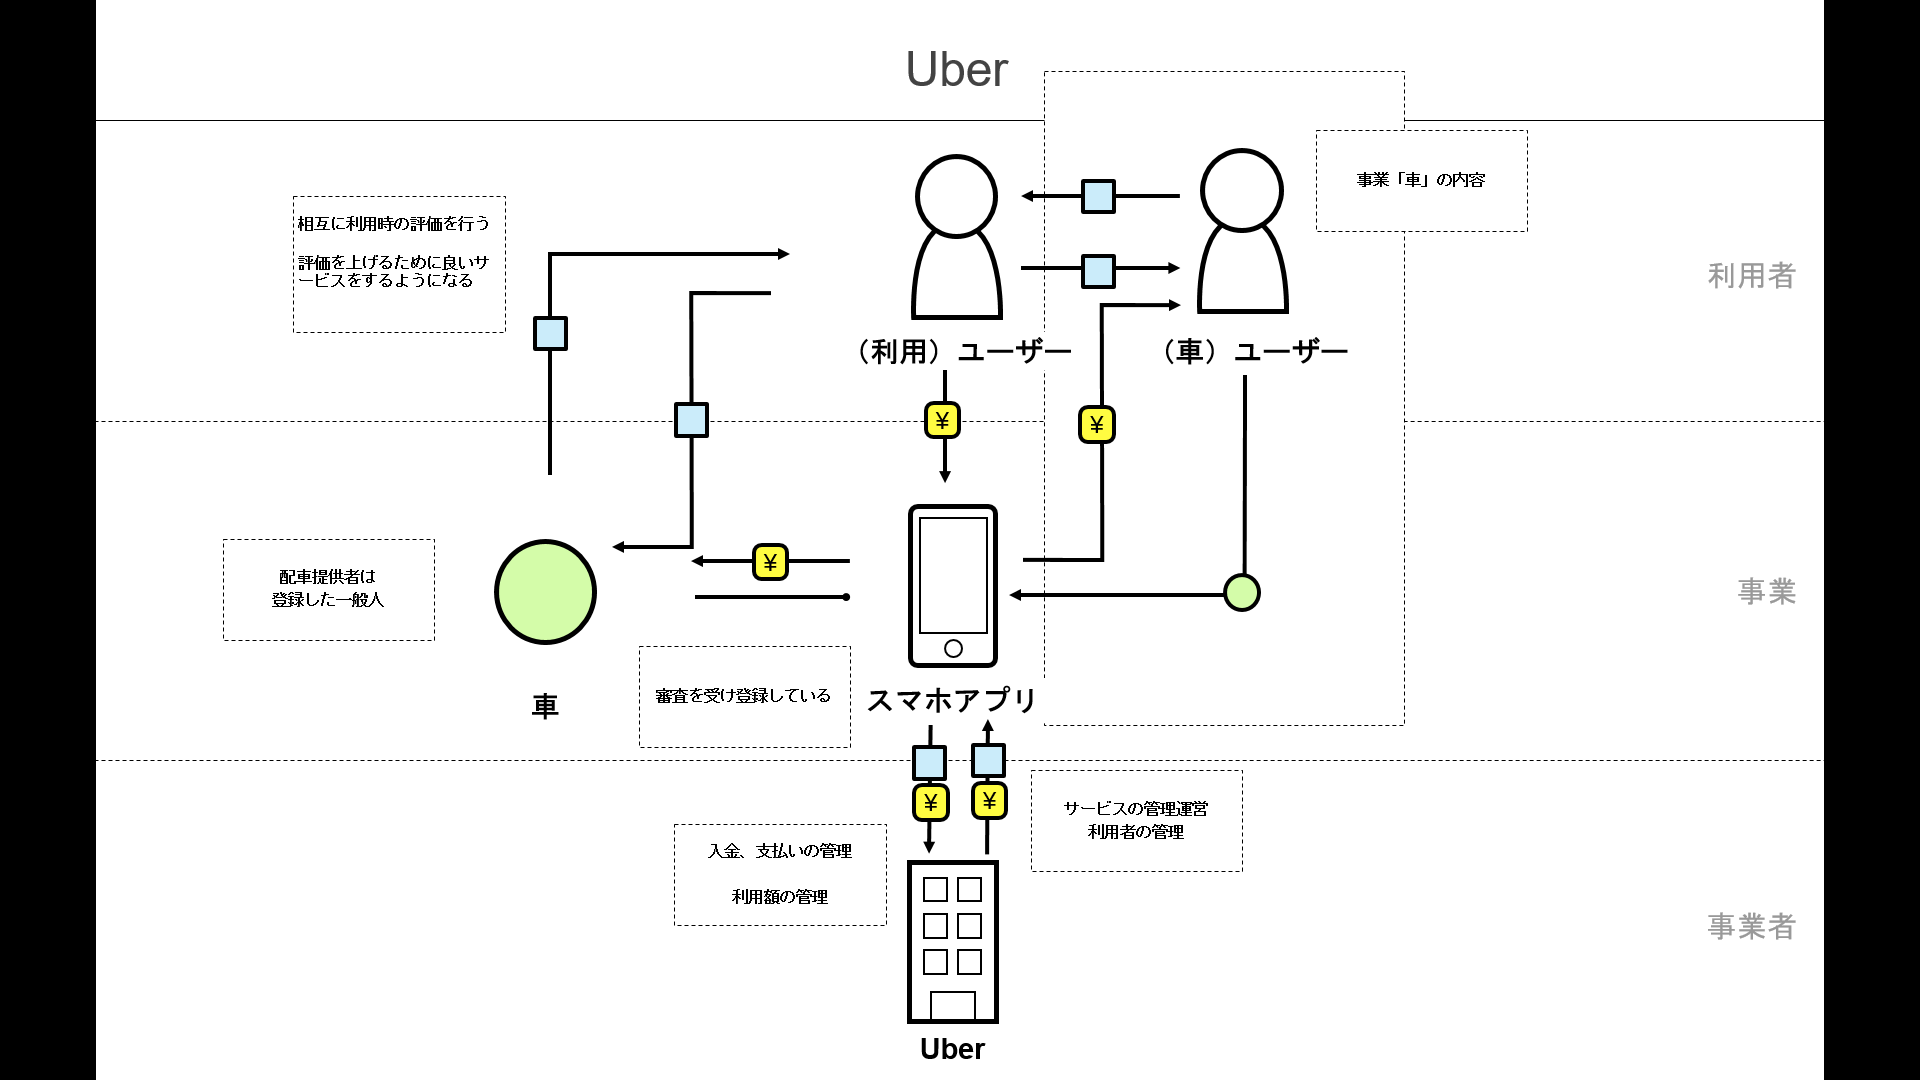 Uber
事業「車」の内容
相互に利用時の評価を行う
評価を上げるために良いサ
ービスをするようになる
利用者
（利用）ユーザー
（車）ユーザー
¥
¥
¥
配車提供者は
登録した一般人
事業
審査を受け登録している
スマホアプリ
車
¥
¥
サービスの管理運営
利用者の管理
入金、支払いの管理
利用額の管理
事業者
Uber